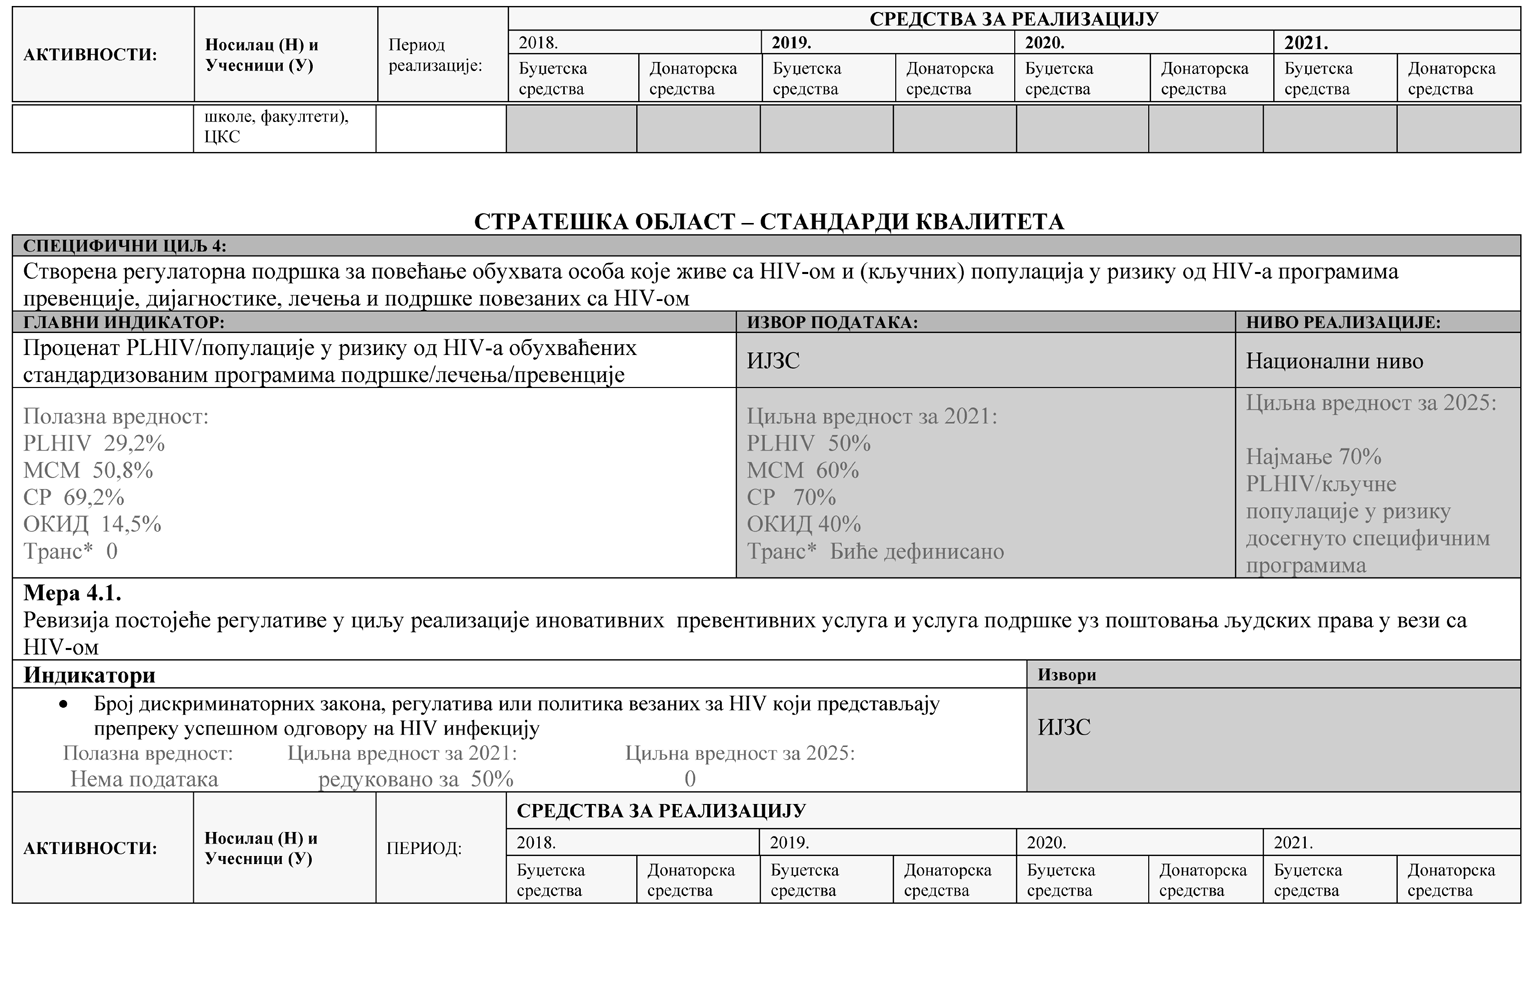 АКТИВНОСТИ:
Носилац (Н) и
Учесници (У)
Период
реализације:
СРЕДСТВА ЗА РЕАЛИЗАЦИЈУ
2018.
2019.
2020.
2021.
Буџетска
средства
Донаторска
средства
Буџетска
средства
Донаторска
средства
Буџетска
средства
Донаторска
средства
Буџетска
средства
Донаторска
средства
школе, факултети),
ЦКС
СТРАТЕШКА ОБЛАСТ – СТАНДАРДИ КВАЛИТЕТА
СПЕЦИФИЧНИ ЦИЉ 4:
Створена регулаторна подршка за повећање обухвата особа које живе са HIV-ом и (кључних) популација у ризику од HIV-а програмима
превенције, дијагностике, лечења и подршке повезаних са HIV-ом
ГЛАВНИ ИНДИКАТОР:
ИЗВОР ПОДАТАКА:
НИВО РЕАЛИЗАЦИЈЕ:
Проценат PLHIV/популације у ризику од HIV-а обухваћених
стандардизованим програмима подршке/лечења/превенције
ИЈЗС
Национални ниво
Полазна вредност:
PLHIV 29,2%
МСМ 50,8%
СР 69,2%
ОКИД 14,5%
Транс* 0
Циљна вредност за 2021:
PLHIV 50%
МСМ 60%
СР 70%
ОКИД 40%
Транс* Биће дефинисано
Циљна вредност за 2025:
Најмање 70%
PLHIV/кључне
популације у ризику
досегнуто специфичним
програмима
Мера 4.1.
Ревизија постојеће регулативе у циљу реализације иновативних превентивних услуга и услуга подршке уз поштовања људских права у вези са
HIV-ом
Индикатори
Извори
• Број дискриминаторних закона, регулатива или политика везаних за HIV који представљају
препреку успешном одговору на HIV инфекцију
Полазна вредност: Циљна вредност за 2021: Циљна вредност за 2025:
Нема података редуковано за 50% 0
ИЈЗС
АКТИВНОСТИ:
Носилац (Н) и
Учесници (У)
ПЕРИОД:
СРЕДСТВА ЗА РЕАЛИЗАЦИЈУ
2018.
2019.
2020.
2021.
Буџетска
средства
Донаторска
средства
Буџетска
средства
Донаторска
средства
Буџетска
средства
Донаторска
средства
Буџетска
средства
Донаторска
средства